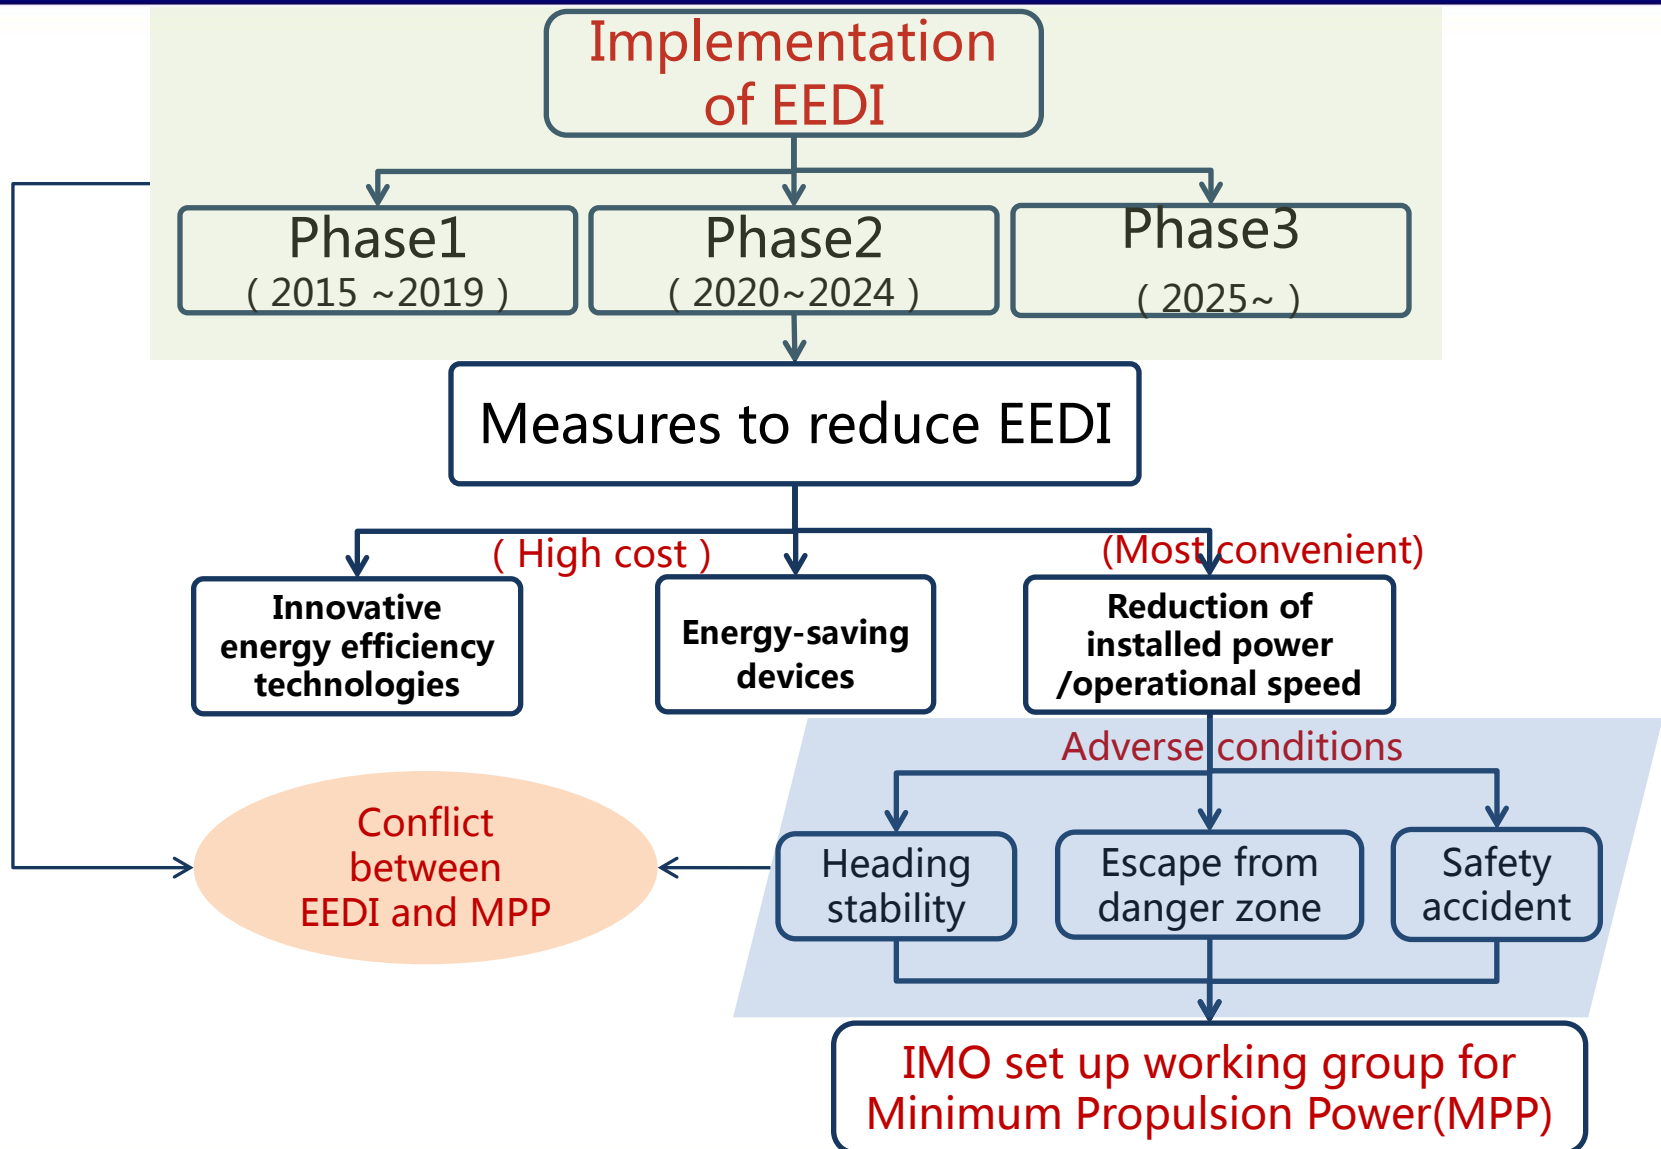 Implementation
of EEDI
Phase1
( 2015 ~2019 )
Phase2
( 2020~2024 )
Phase3
( 2025~ )
Measures to reduce EEDI
( High cost )
(Most convenient)
Innovative
energy efficiency
technologies
Energy-saving
devices
Reduction of
installed power
/operational speed
Adverse conditions
Conflict
between
EEDI and MPP
Heading
stability
Escape from
danger zone
Safety
accident
IMO set up working group for
Minimum Propulsion Power(MPP)